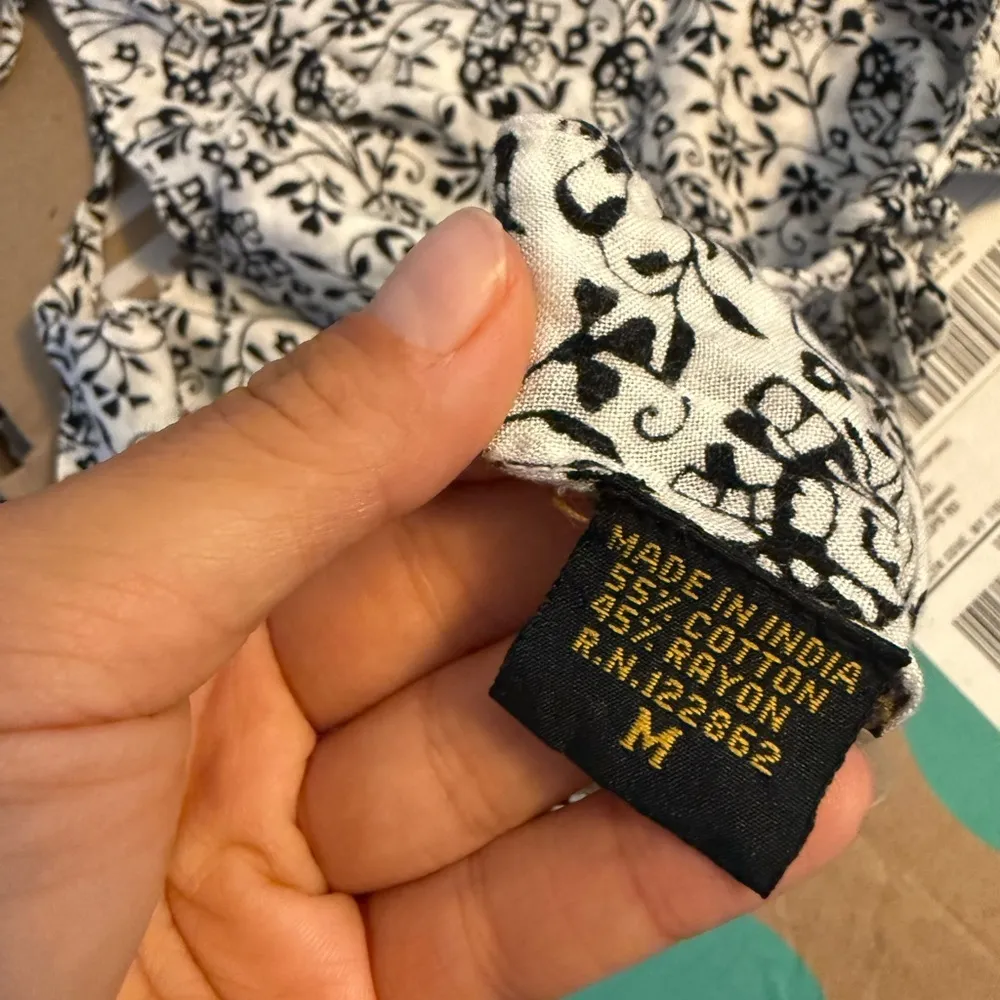 MADE IN INDIA
55% COTTON
45% RAYON
R.N.122862
M